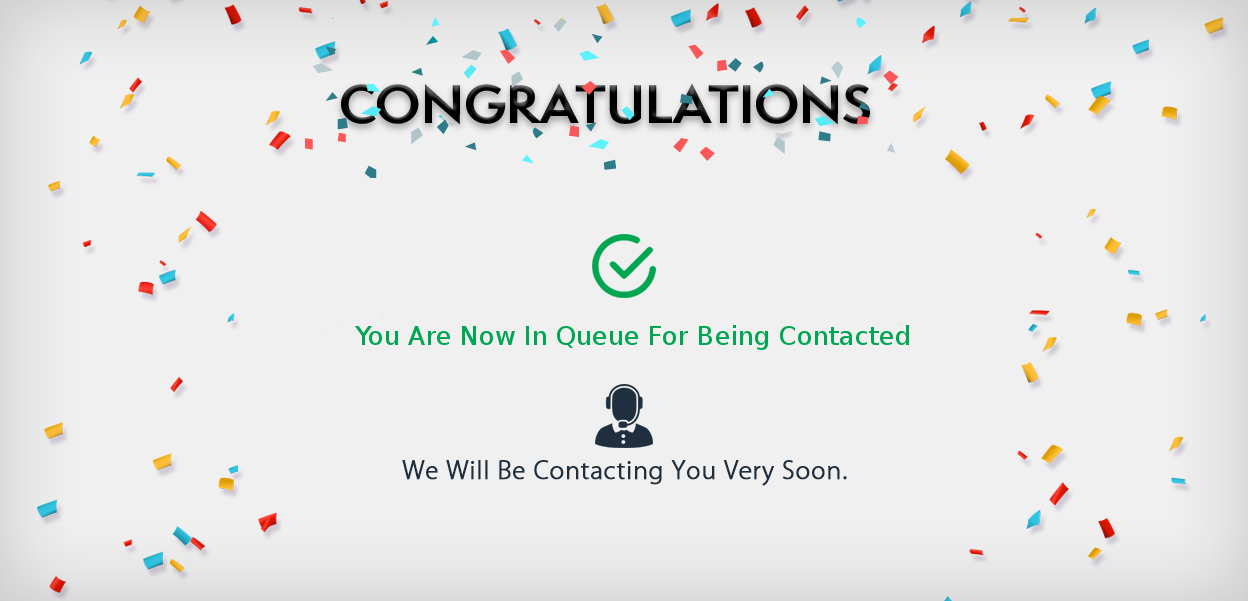 CONGRATULATIONS
You Are Now In Queue For Being Contacted
We Will Be Contacting You Very Soon.